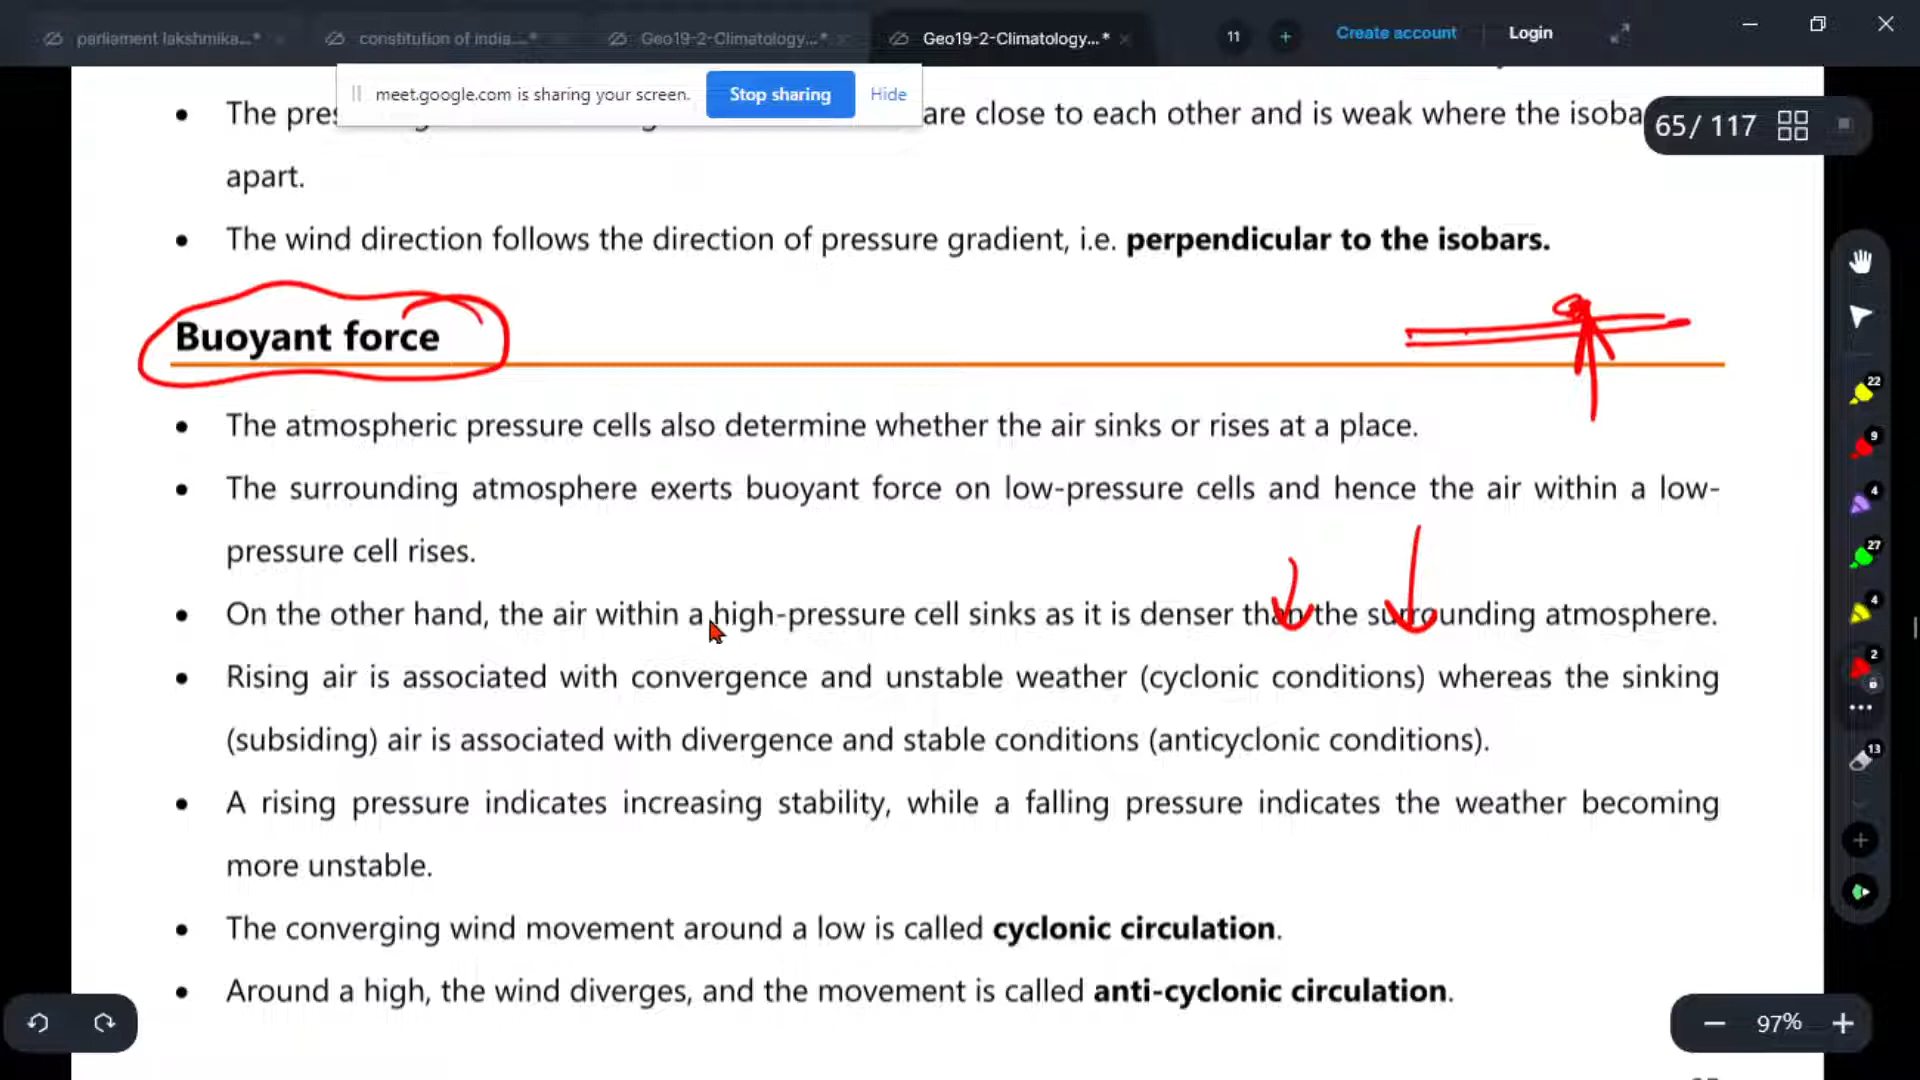 parliament lakshmika...*
constitution of india....*
Geo19-2-Climatology...*
Geo19-2-Climatology...*
11
Create account
Login
meet.google.com is sharing your screen.
Stop sharing
Hide
The pres
are close to each other and is weak where the isoba
65/ 117
apart.
The wind direction follows the direction of pressure gradient, i.e. perpendicular to the isobars.
Buoyant force
The atmospheric pressure cells also determine whether the air sinks or rises at a place.
The surrounding atmosphere exerts buoyant force on low-pressure cells and hence the air within a low-
pressure cell rises.
On the other hand, the air within a high-pressure cell sinks as it is denser than the surrounding atmosphere.
Rising air is associated with convergence and unstable weather (cyclonic conditions) whereas the sinking
(subsiding) air is associated with divergence and stable conditions (anticyclonic conditions).
A rising pressure indicates increasing stability, while a falling pressure indicates the weather becoming
more unstable.
The converging wind movement around a low is called cyclonic circulation.
Around a high, the wind diverges, and the movement is called anti-cyclonic circulation.
22
9
4
27
4
2
13
97%